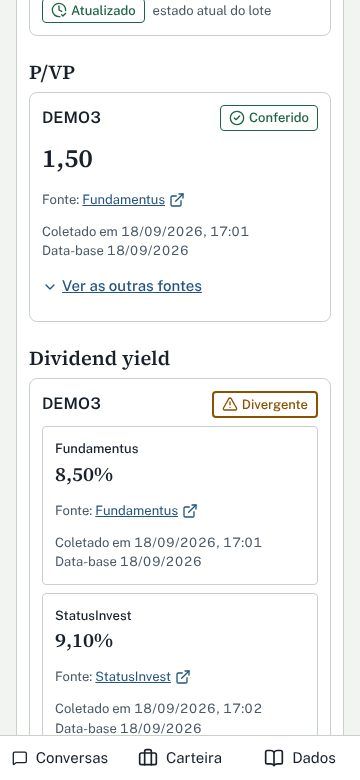 Atualizado estado atual do lote
P/VP
DEMO3 Conferido
1,50
Fonte: Fundamentus
Coletado em 18/09/2026, 17:01
Data-base 18/09/2026
Ver as outras fontes
Dividend yield
DEMO3 Divergente
Fundamentus
8,50%
Fonte: Fundamentus
Coletado em 18/09/2026, 17:01
Data-base 18/09/2026
StatusInvest
9,10%
Fonte: StatusInvest
Coletado em 18/09/2026, 17:02
Data-base 18/09/2026
Conversas Carteira Dados